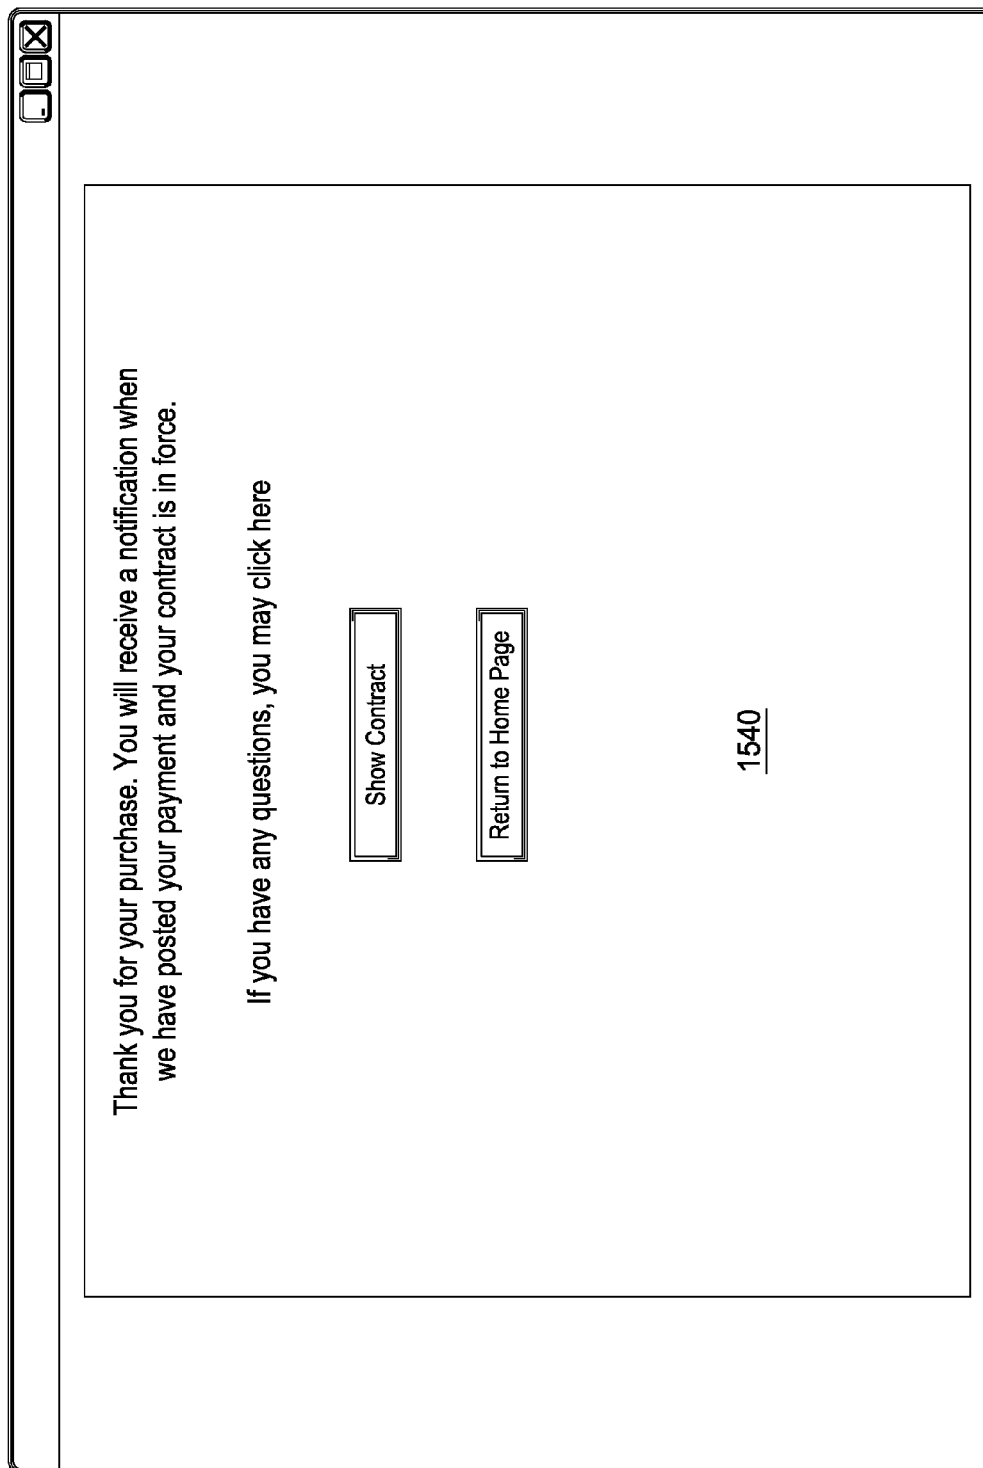 Thank you for your purchase. You will receive a notification when
we have posted your payment and your contract is in force.
If you have any questions, you may click here
Show Contract
Return to Home Page
1540